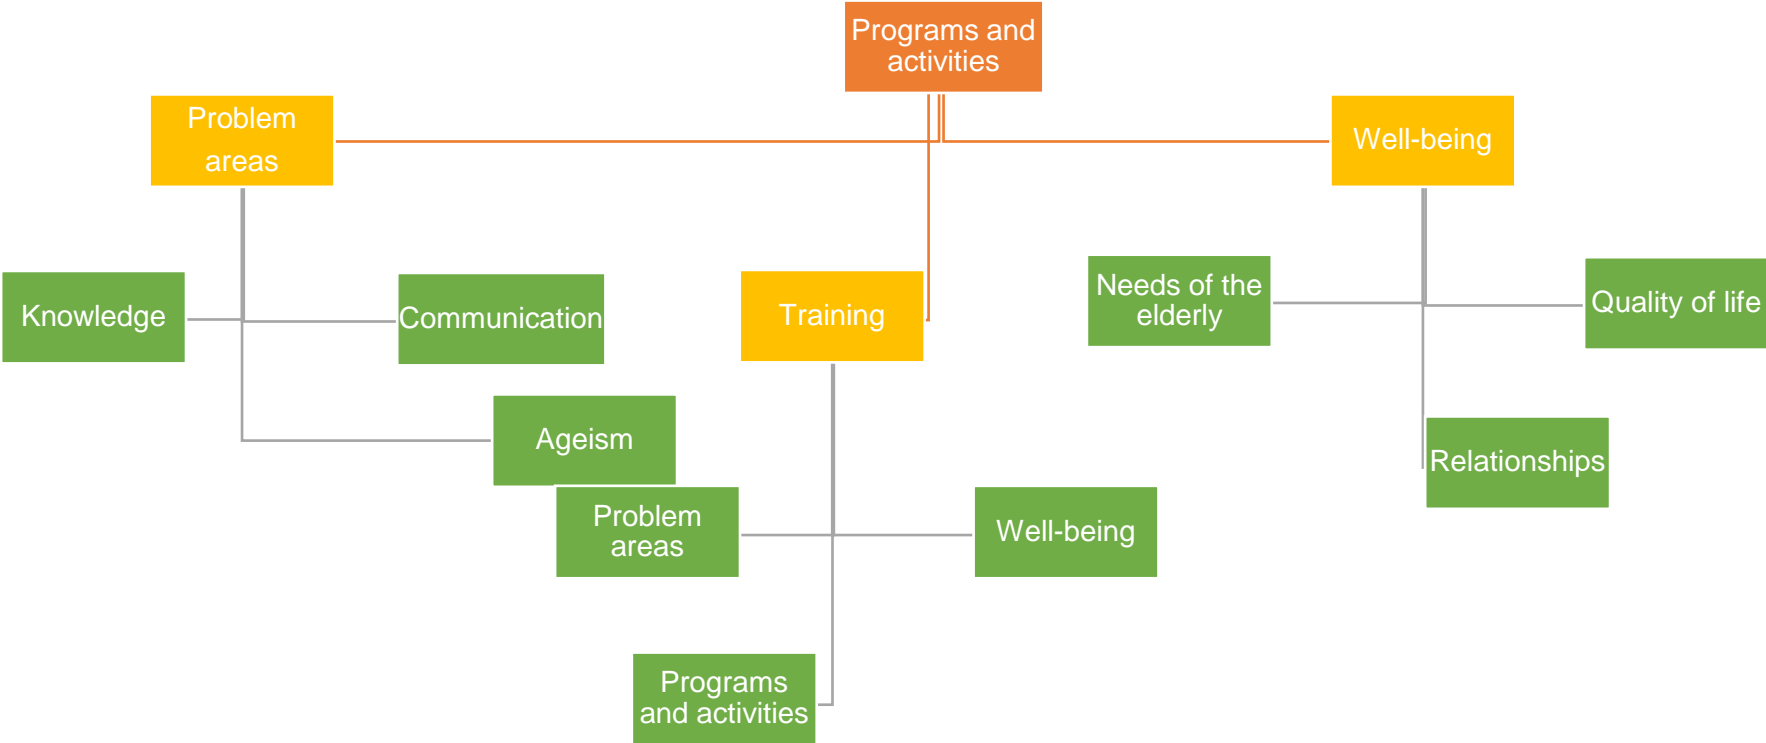 Programs and
activities
Problem
areas
Well-being
Knowledge
Communication
Ageism
Training
Problem
areas
Well-being
Programs
and activities
Needs of the
elderly
Quality of life
Relationships